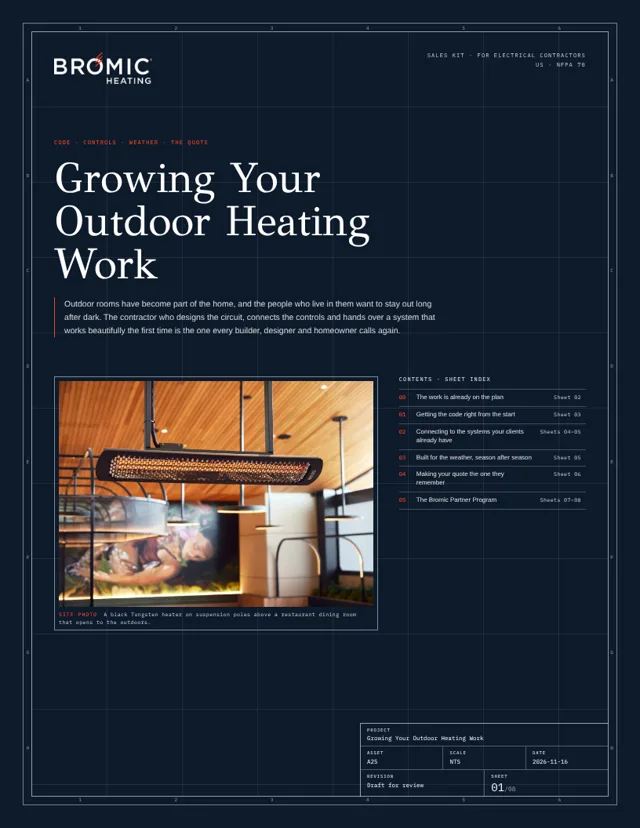 BROMIC
HEATING
SALES KIT · FOR ELECTRICAL CONTRACTORS
US · NFPA 70
CODE · CONTROLS · WEATHER · THE QUOTE
Growing Your
Outdoor Heating
Work
Outdoor rooms have become part of the home, and the people who live in them want to stay out long
after dark. The contractor who designs the circuit, connects the controls and hands over a system that
works beautifully the first time is the one every builder, designer and homeowner calls again.
CONTENTS · SHEET INDEX
00 The work is already on the plan Sheet 02
01 Getting the code right from the start Sheet 03
02 Connecting to the systems your clients Sheets 04-05
already have
03 Built for the weather, season after season Sheet 05
04 Making your quote the one they Sheet 06
remember
05 The Bromic Partner Program Sheets 07-08
SITE PHOTO A black Tungsten heater on suspension poles above a restaurant dining room
that opens to the outdoors.
PROJECT
Growing Your Outdoor Heating Work
ASSET SCALE DATE
A25 NTS 2026-11-16
REVISION SHEET
Draft for review 01/08